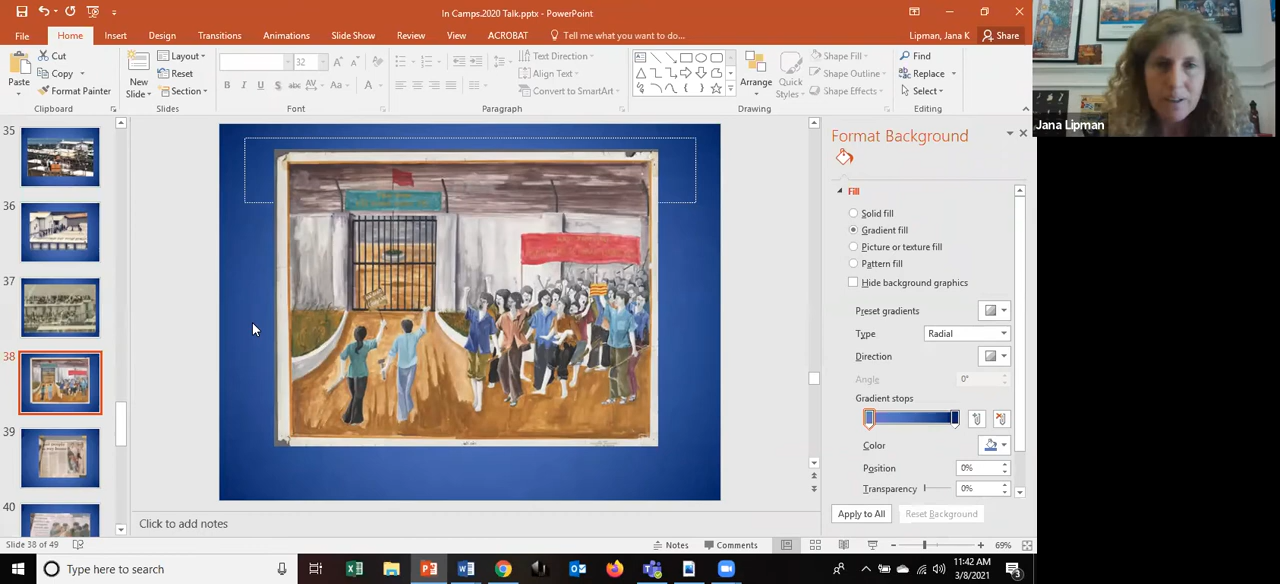 In Camps.2020 Talk.pptx - PowerPoint
Lipman, Jana K
Share
File
Home
Insert
Design
Transitions
Animations
Slide Show
Review
View
ACROBAT
Tell me what you want to do...
Paste
Cut
Copy
Format Painter
Clipboard
New
Slide
Layout
Reset
Section
Slides
32
Font
Text Direction
Align Text
Convert to SmartArt
Paragraph
Arrange
Quick
Styles
Shape Fill
Shape Outline
Shape Effects
Drawing
Find
Replace
Select
Editing
Jana Lipman
35
36
37
38
39
40
Format Background
Fill
Solid fill
Gradient fill
Picture or texture fill
Pattern fill
Hide background graphics
Preset gradients
Type
Radial
Direction
Angle
0°
Gradient stops
Color
Position
0%
Transparency
0%
Apply to All
Reset Background
Click to add notes
Slide 38 of 49
Notes
Comments
69%
Type here to search
11:42 AM
3/8/2021
3